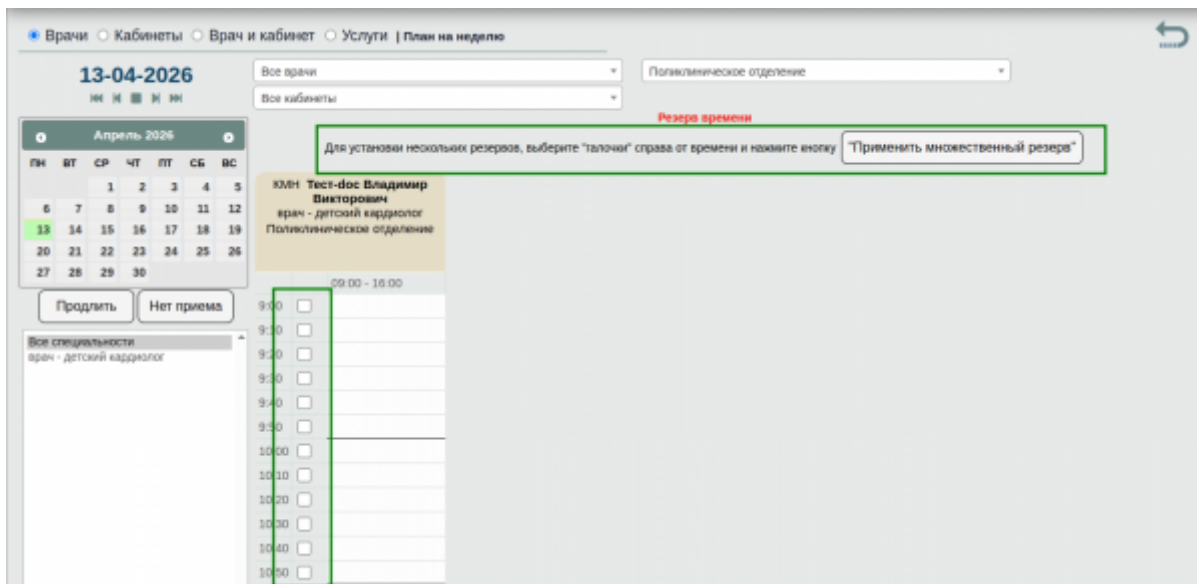 Врачи Кабинеты Врач и кабинет Услуги | План на неделю
13-04-2026
Все врачи
Поликлиническое отделение
Все кабинеты
Резерв времени
Для установки нескольких резервов, выберите "галочки" справа от времени и нажмите кнопку "Применить множественный резерв"
Апрель 2026
ПН ВТ СР ЧТ ПТ СБ ВС
1 2 3 4 5
6 7 8 9 10 11 12
13 14 15 16 17 18 19
20 21 22 23 24 25 26
27 28 29 30
Продлить Нет приема
Все специальности
врач - детский кардиолог
КМН Тест-doc Владимир
Викторович
врач - детский кардиолог
Поликлиническое отделение
09:00 - 16:00
9:00
9:10
9:20
9:30
9:40
9:50
10:00
10:10
10:20
10:30
10:40
10:50